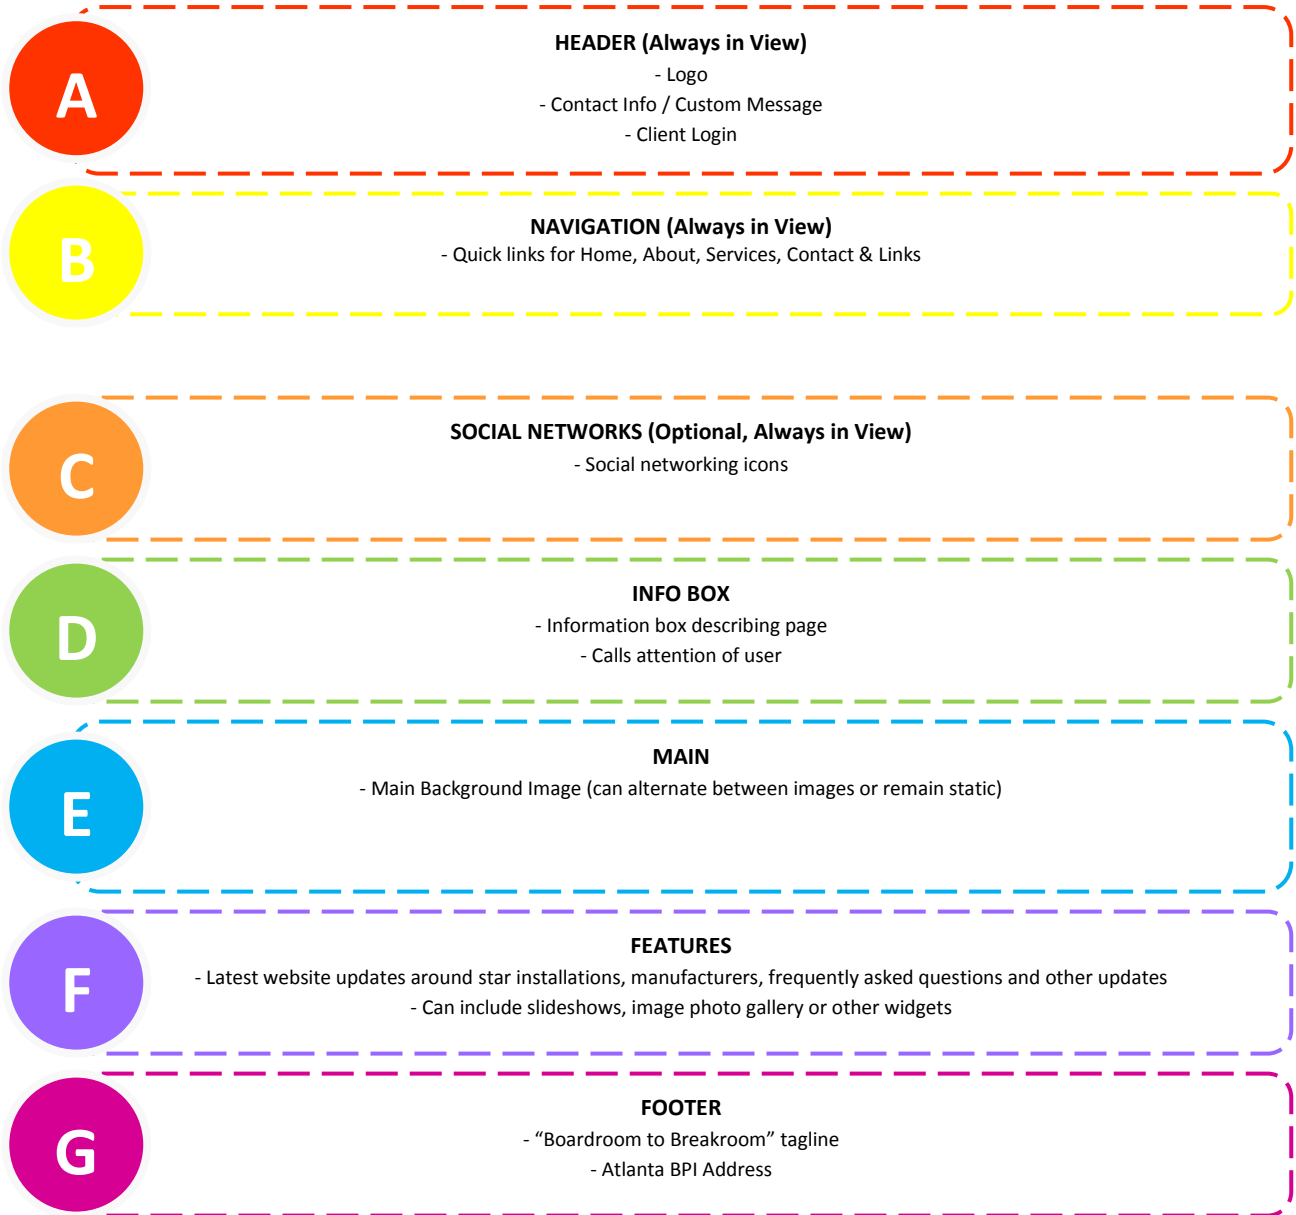 A
HEADER (Always in View)
- Logo
- Contact Info / Custom Message
- Client Login
B
NAVIGATION (Always in View)
- Quick links for Home, About, Services, Contact & Links
C
SOCIAL NETWORKS (Optional, Always in View)
- Social networking icons
D
INFO BOX
- Information box describing page
- Calls attention of user
E
MAIN
- Main Background Image (can alternate between images or remain static)
F
FEATURES
- Latest website updates around star installations, manufacturers, frequently asked questions and other updates
- Can include slideshows, image photo gallery or other widgets
G
FOOTER
- “Boardroom to Breakroom” tagline
- Atlanta BPI Address